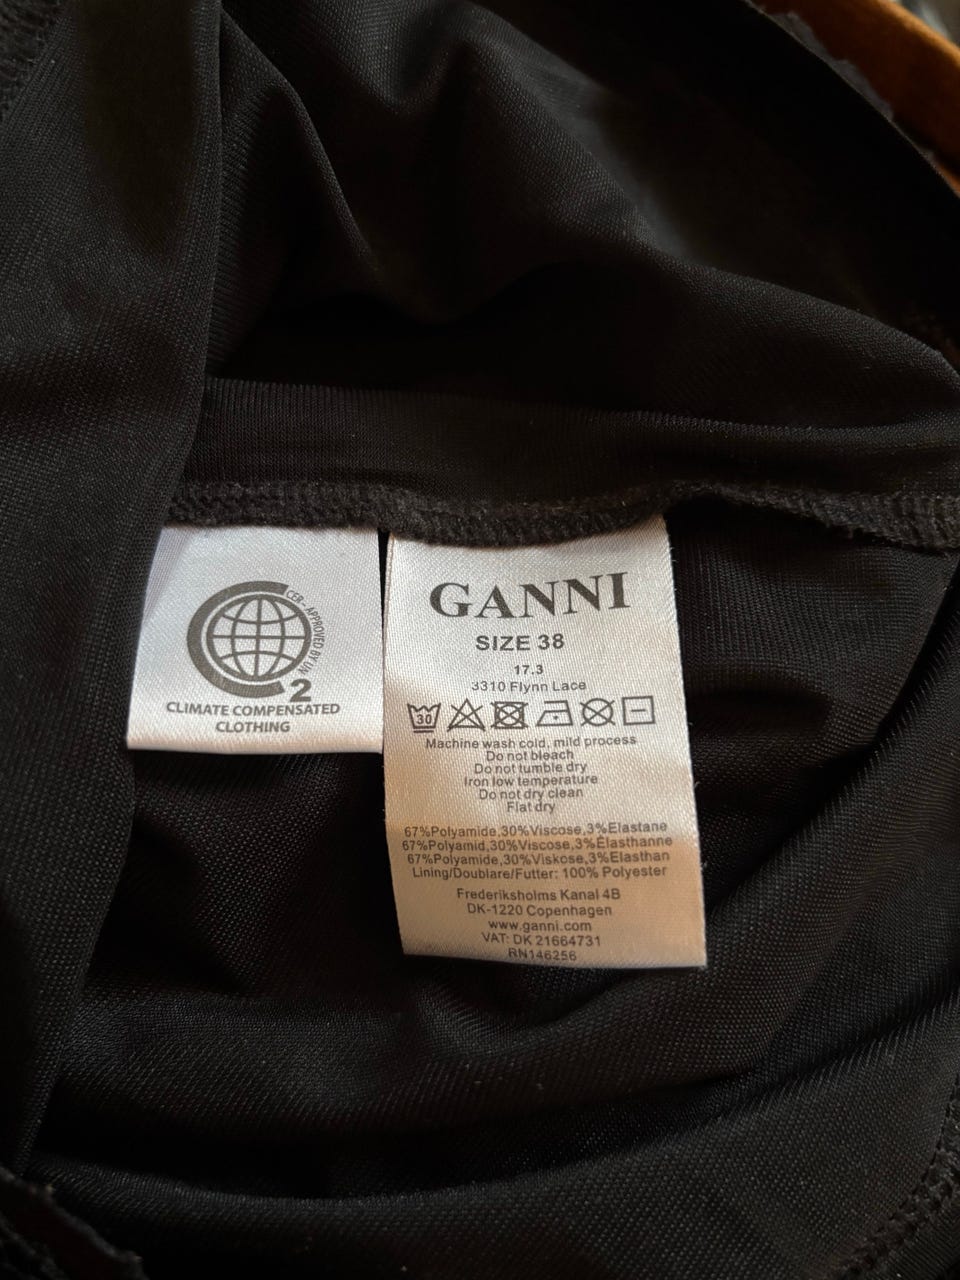 CER- APPROVED BY UN
2
CLIMATE COMPENSATED
CLOTHING
GANNI
SIZE 38
17.3
3310 Flynn Lace
30
Machine wash cold, mild process
Do not bleach
Do not tumble dry
Iron low temperature
Do not dry clean
Flat dry
67%Polyamide,30%Viscose,3%Elastane
67%Polyamid,30%Viscose,3%Élasthanne
67%Polyamid,30%Viskose,3%Elasthan
Lining/Doublare/Futter: 100% Polyester
Frederiksholms Kanal 4B
DK-1220 Copenhagen
www.ganni.com
VAT: DK 21664731
RN146256